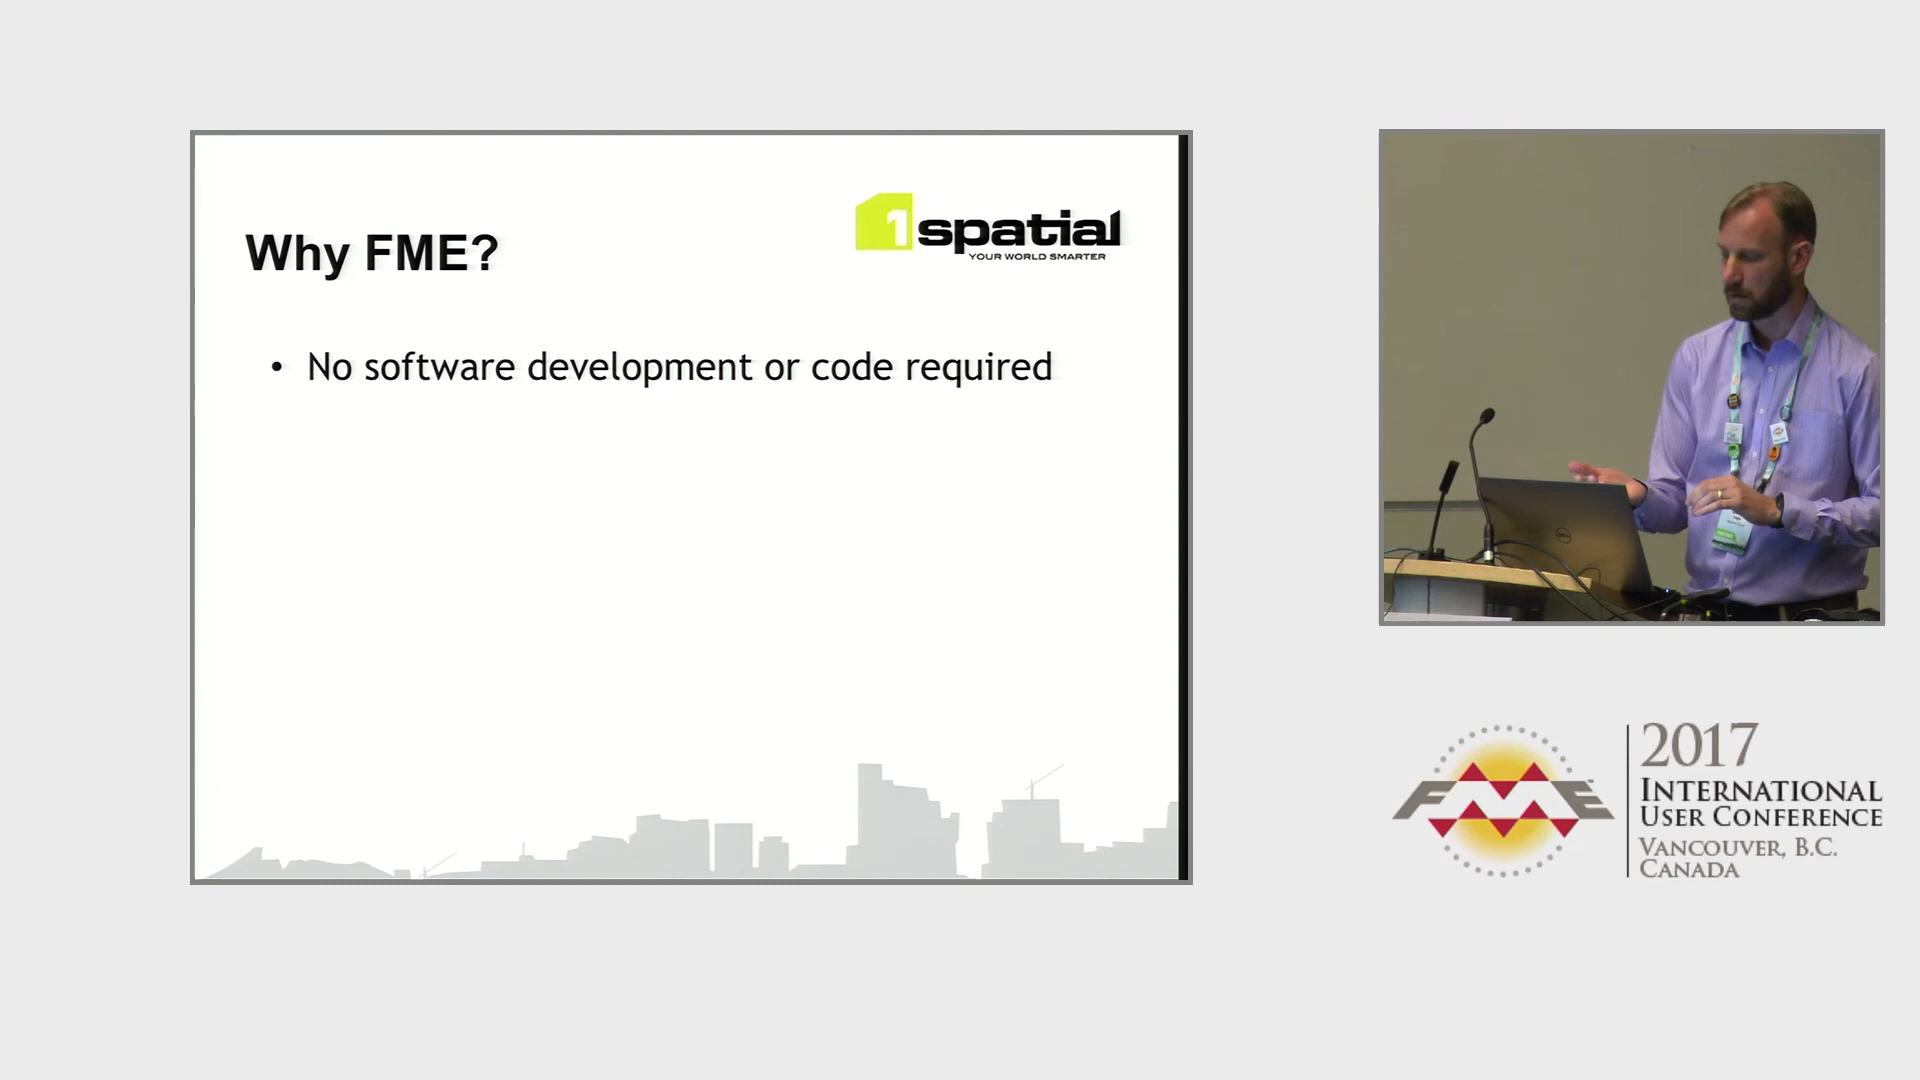 Why FME?
1spatial
YOUR WORLD SMARTER
• No software development or code required
FME
2017
INTERNATIONAL
USER CONFERENCE
VANCOUVER, B.C.
CANADA
DELL